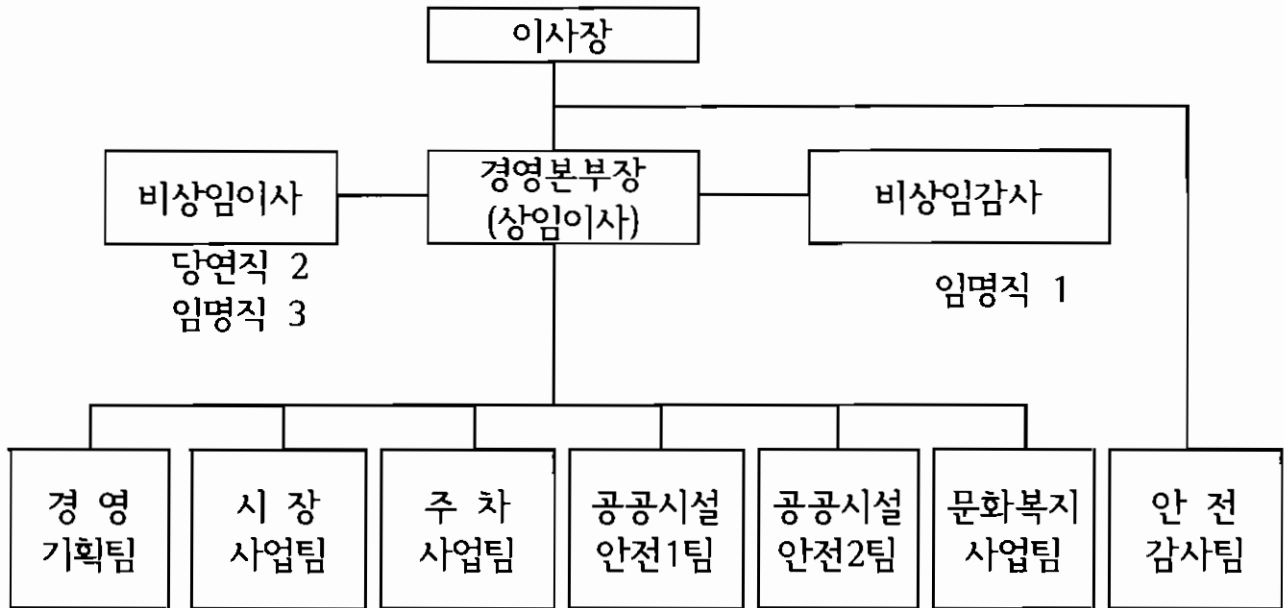 이사장
비상임이사
경영본부장
(상임이사)
비상임감사
당연직 2
임명직 3
임명직 1
경 영
기획팀
시 장
사업팀
주 차
사업팀
공공시설
안전1팀
공공시설
안전2팀
문화복지
사업팀
안 전
감사팀